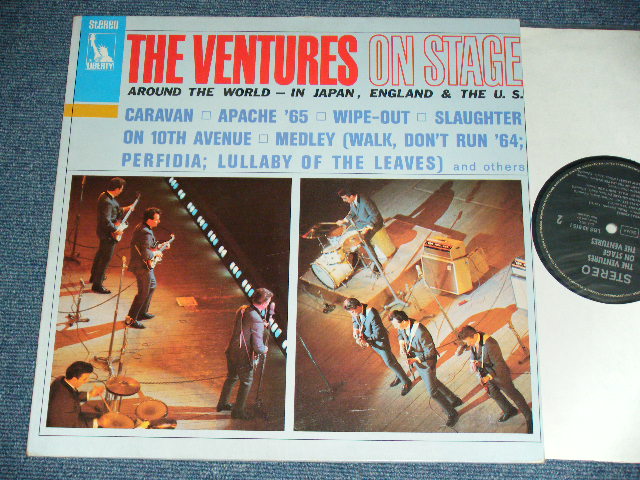 Stereo
LIBERTY
THE VENTURES ON STAGE
AROUND THE WORLD — IN JAPAN, ENGLAND & THE U. S.
CARAVAN □ APACHE '65 □ WIPE-OUT □ SLAUGHTER
ON 10TH AVENUE □ MEDLEY (WALK, DON'T RUN '64;
PERFIDIA; LULLABY OF THE LEAVES) and others
2
STEREO
THE VENTURES
ON STAGE